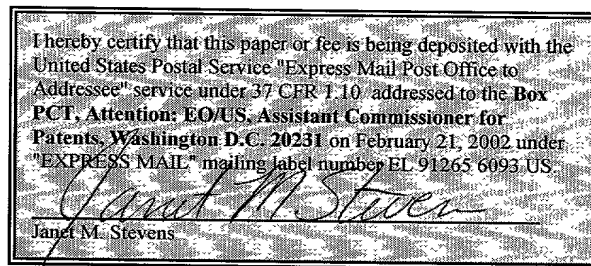 I hereby certify that this paper or fee is being deposited with the
United States Postal Service "Express Mail Post Office to
Addressee" service under 37 CFR 1.10 addressed to the Box
PCT, Attention: EO/US, Assistant Commissioner for
Patents, Washington D.C. 20231 on February 21, 2002 under
"EXPRESS MAIL" mailing label number EL 91265 6093 US
Janet M Steven
Janet M. Stevens